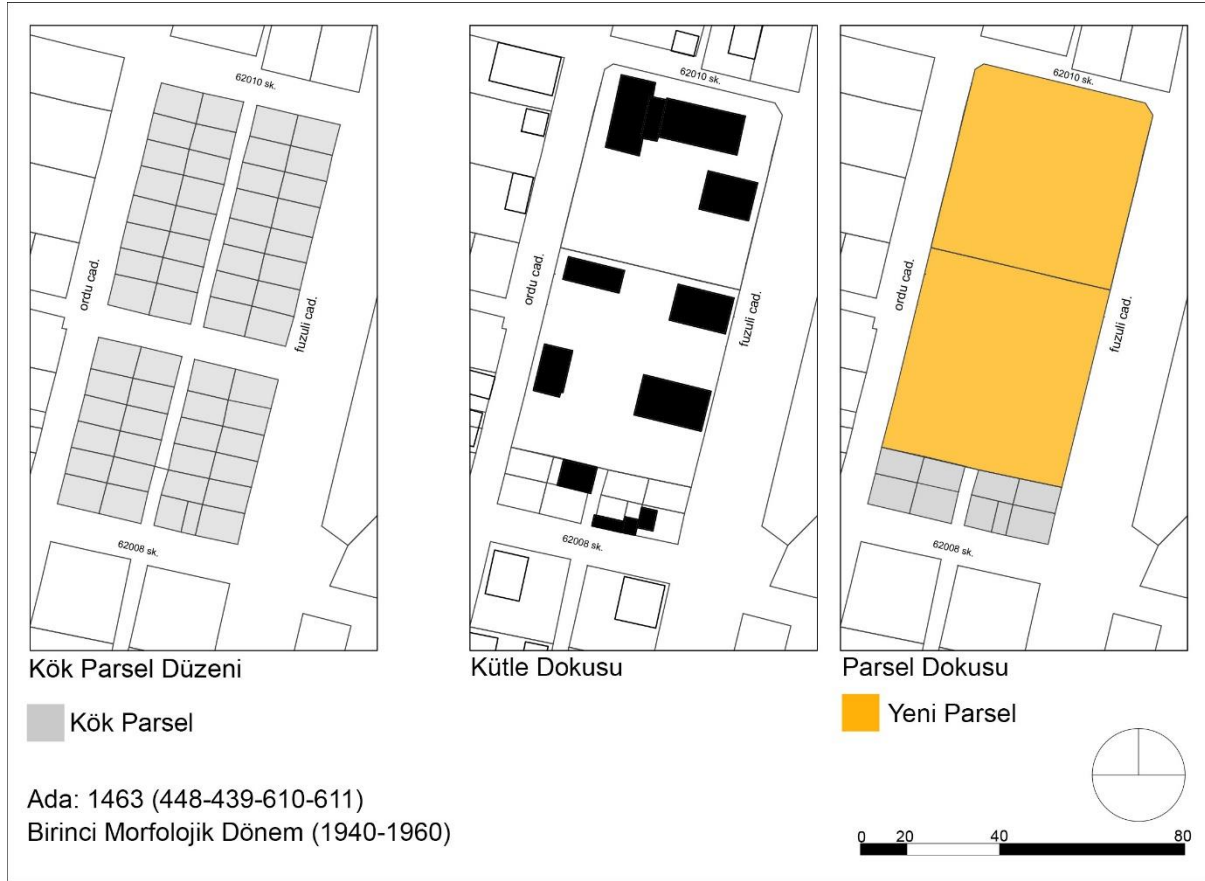 62010 sk.
ordu cad.
fuzuli cad.
62008 sk.
Kök Parsel Düzeni
Kök Parsel
62010 sk.
ordu cad.
fuzuli cad.
62008 sk.
Kütle Dokusu
62010 sk.
ordu cad.
fuzuli cad.
62008 sk.
Parsel Dokusu
Yeni Parsel
Ada: 1463 (448-439-610-611)
Birinci Morfolojik Dönem (1940-1960)
0 20 40 80